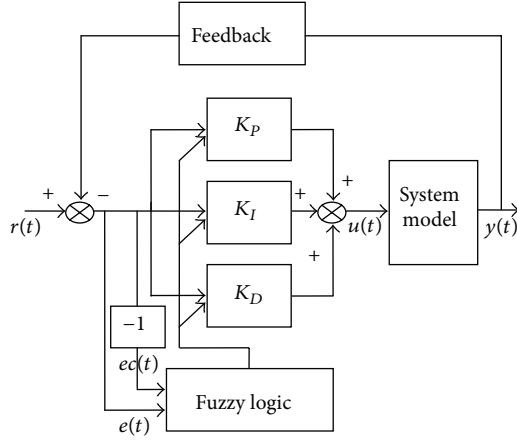 Feedback
K_P
+
−
+
r(t)
K_I
+
+
u(t)
System
model
y(t)
K_D
+
−1
ec(t)
Fuzzy logic
e(t)